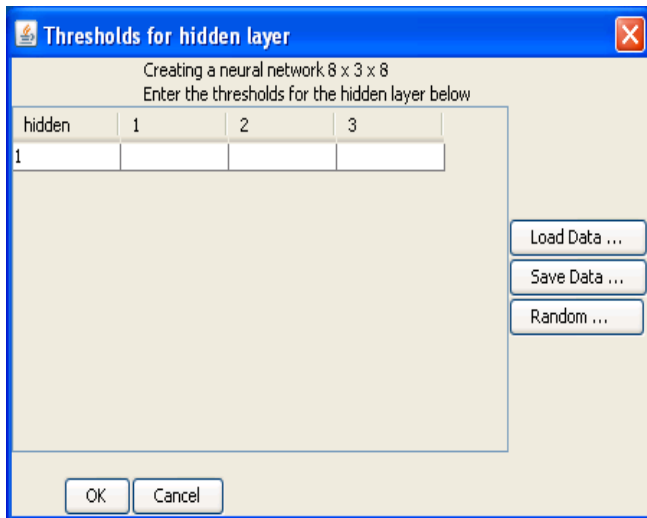 Thresholds for hidden layer
Creating a neural network 8 x 3 x 8
Enter the thresholds for the hidden layer below
hidden 1 2 3
1
Load Data ...
Save Data ...
Random ...
OK Cancel